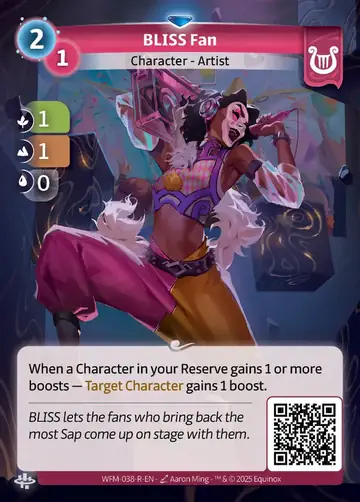 2
BLISS Fan
1
Character - Artist
1
1
0
When a Character in your Reserve gains 1 or more
boosts — Target Character gains 1 boost.
BLISS lets the fans who bring back the
most Sap come up on stage with them.
WFM-038-R-EN - Aaron Ming - ™ & © 2025 Equinox